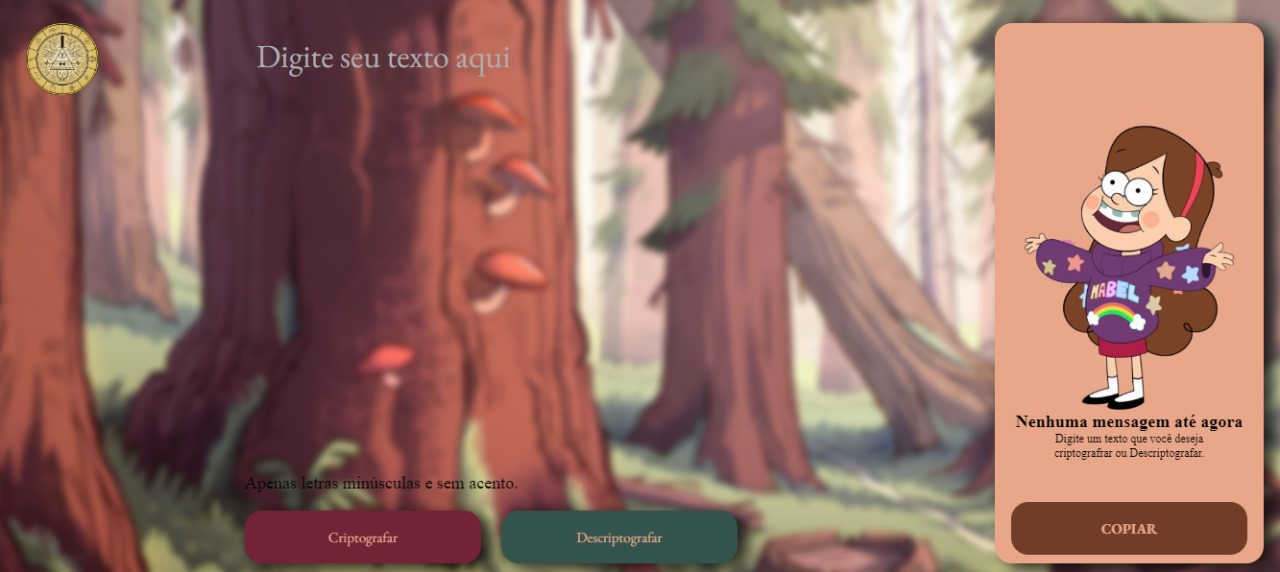 Digite seu texto aqui
MABEL
Nenhuma mensagem até agora
Digite um texto que você deseja
criptografrar ou Descriptografar.
Apenas letras minúsculas e sem acento.
Criptografar
Descriptografar
COPIAR